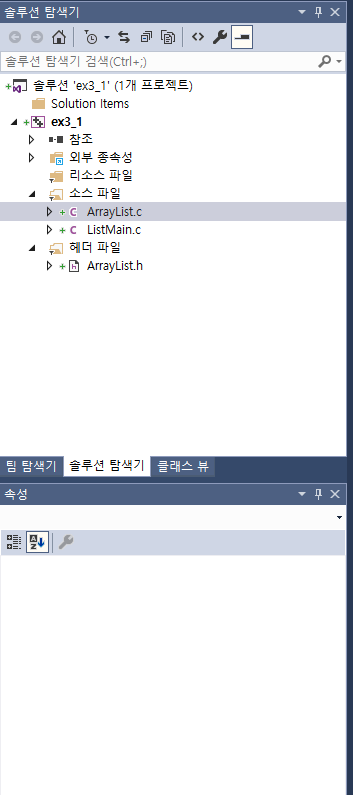 솔루션 탐색기
솔루션 탐색기 검색(Ctrl+;)
솔루션 'ex3_1' (1개 프로젝트)
Solution Items
ex3_1
참조
외부 종속성
리소스 파일
소스 파일
ArrayList.c
ListMain.c
헤더 파일
ArrayList.h
팀 탐색기 솔루션 탐색기 클래스 뷰
속성